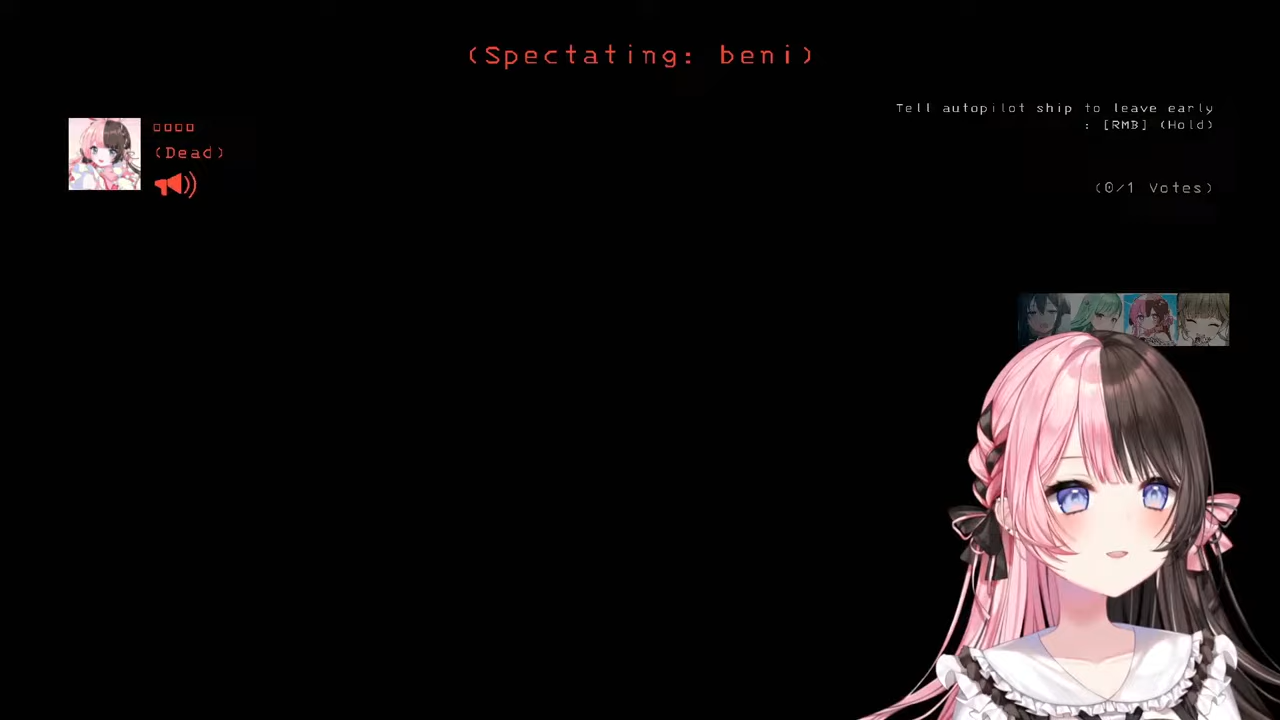 (Spectating: beni)
Tell autopilot ship to leave early
: [RMB] (Hold)
(Dead)
(0/1 Votes)